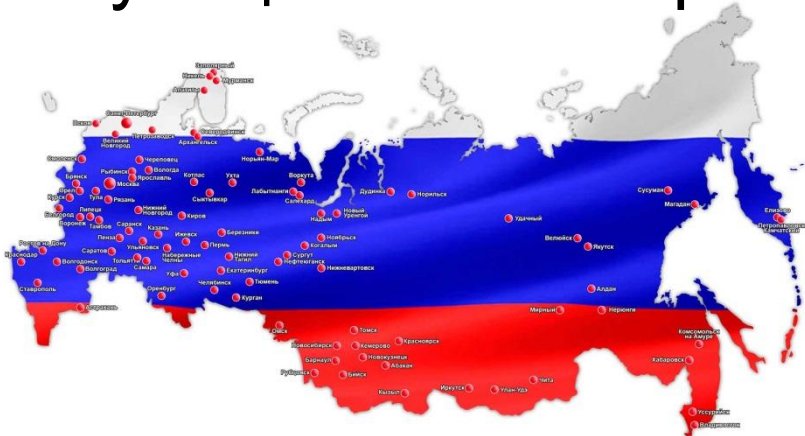 Заполярный
Никель
Мурманск
Апатиты
Санкт-Петербург
Псков
Петрозаводск
Северодвинск
Великий
Новгород
Архангельск
Смоленск
Череповец
Нарьян-Мар
Рыбинск
Вологда
Ярославль
Котлас
Ухта
Воркута
Брянск
Москва
Орел
Тула
Рязань
Курск
Сыктывкар
Лабытнанги
Салехард
Дудинка
Норильск
Сусуман
Магадан
Белгород
Липецк
Нижний
Новгород
Киров
Надым
Новый
Уренгой
Удачный
Елизово
Петропавловск
Камчатский
Воронеж
Тамбов
Саранск
Казань
Березники
Ноябрьск
Вилюйск
Якутск
Ростов на Дону
Пенза
Ижевск
Пермь
Когалым
Краснодар
Саратов
Ульяновск
Набережные
Челны
Нижний
Тагил
Сургут
Нефтеюганск
Волгодонск
Тольятти
Самара
Волгоград
Уфа
Екатеринбург
Нижневартовск
Ставрополь
Оренбург
Челябинск
Тюмень
Курган
Алдан
Астрахань
Мирный
Нерюнги
Омск
Томск
Красноярск
Комсомольск
на Амуре
Новосибирск
Кемерово
Барнаул
Новокузнецк
Абакан
Хабаровск
Рубцовск
Бийск
Кызыл
Иркутск
Улан-Удэ
Чита
Уссурийск
Владивосток